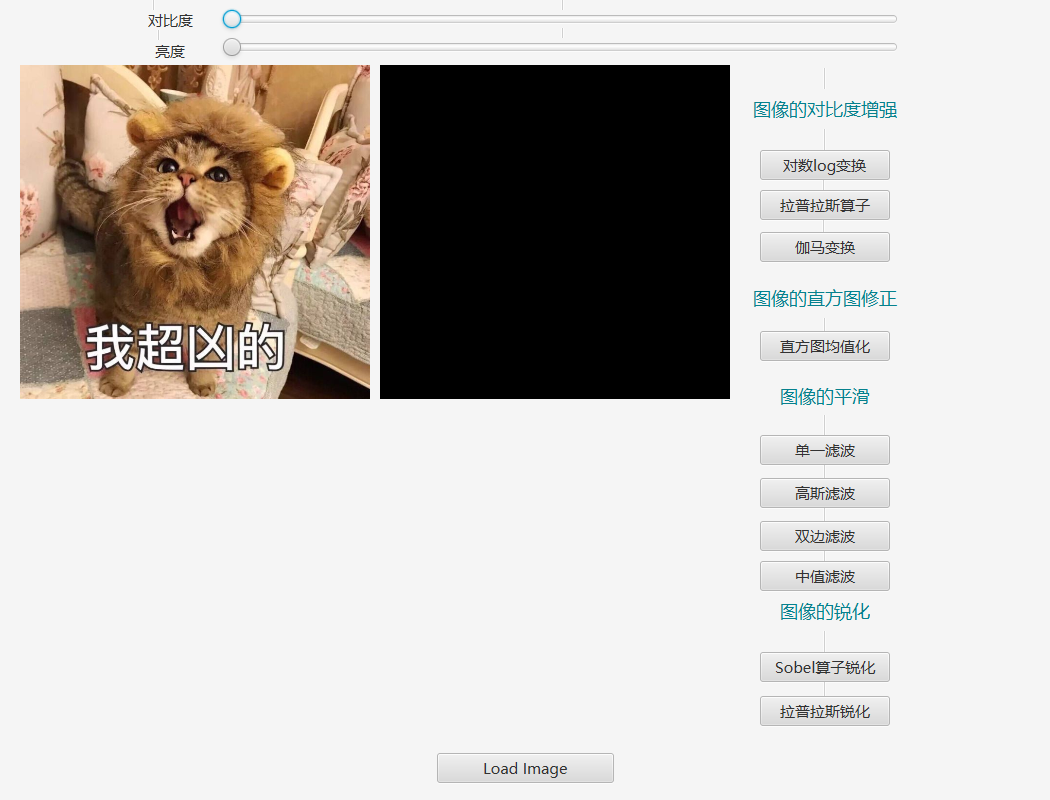 对比度
亮度
我超凶的
图像的对比度增强
对数log变换
拉普拉斯算子
伽马变换
图像的直方图修正
直方图均值化
图像的平滑
单一滤波
高斯滤波
双边滤波
中值滤波
图像的锐化
Sobel算子锐化
拉普拉斯锐化
Load Image